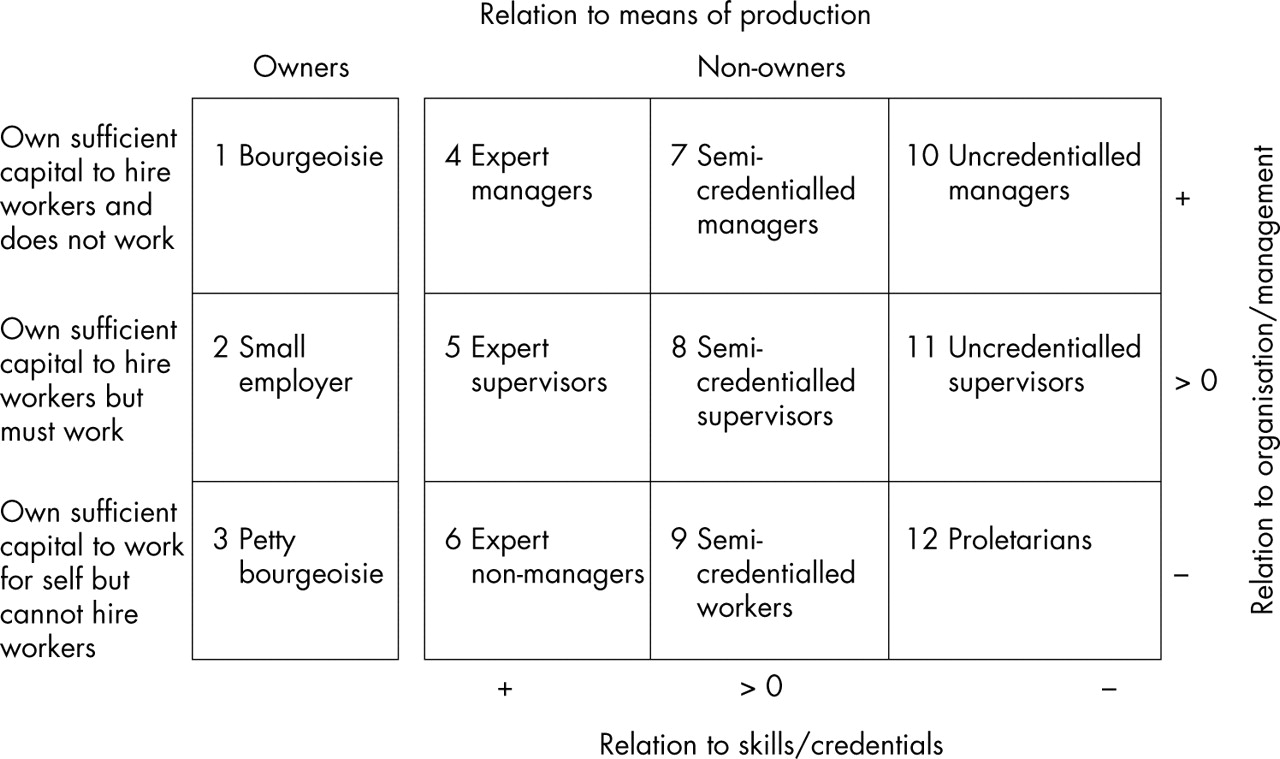 Relation to means of production
Owners
Non-owners
Own sufficient
capital to hire
workers and
does not work
1 Bourgeoisie
4 Expert
managers
7 Semi-
credentialled
managers
10 Uncredentialled
managers
+
Own sufficient
capital to hire
workers but
must work
2 Small
employer
5 Expert
supervisors
8 Semi-
credentialled
supervisors
11 Uncredentialled
supervisors
> 0
Own sufficient
capital to work
for self but
cannot hire
workers
3 Petty
bourgeoisie
6 Expert
non-managers
9 Semi-
credentialled
workers
12 Proletarians
–
Relation to organisation/management
+
> 0
–
Relation to skills/credentials